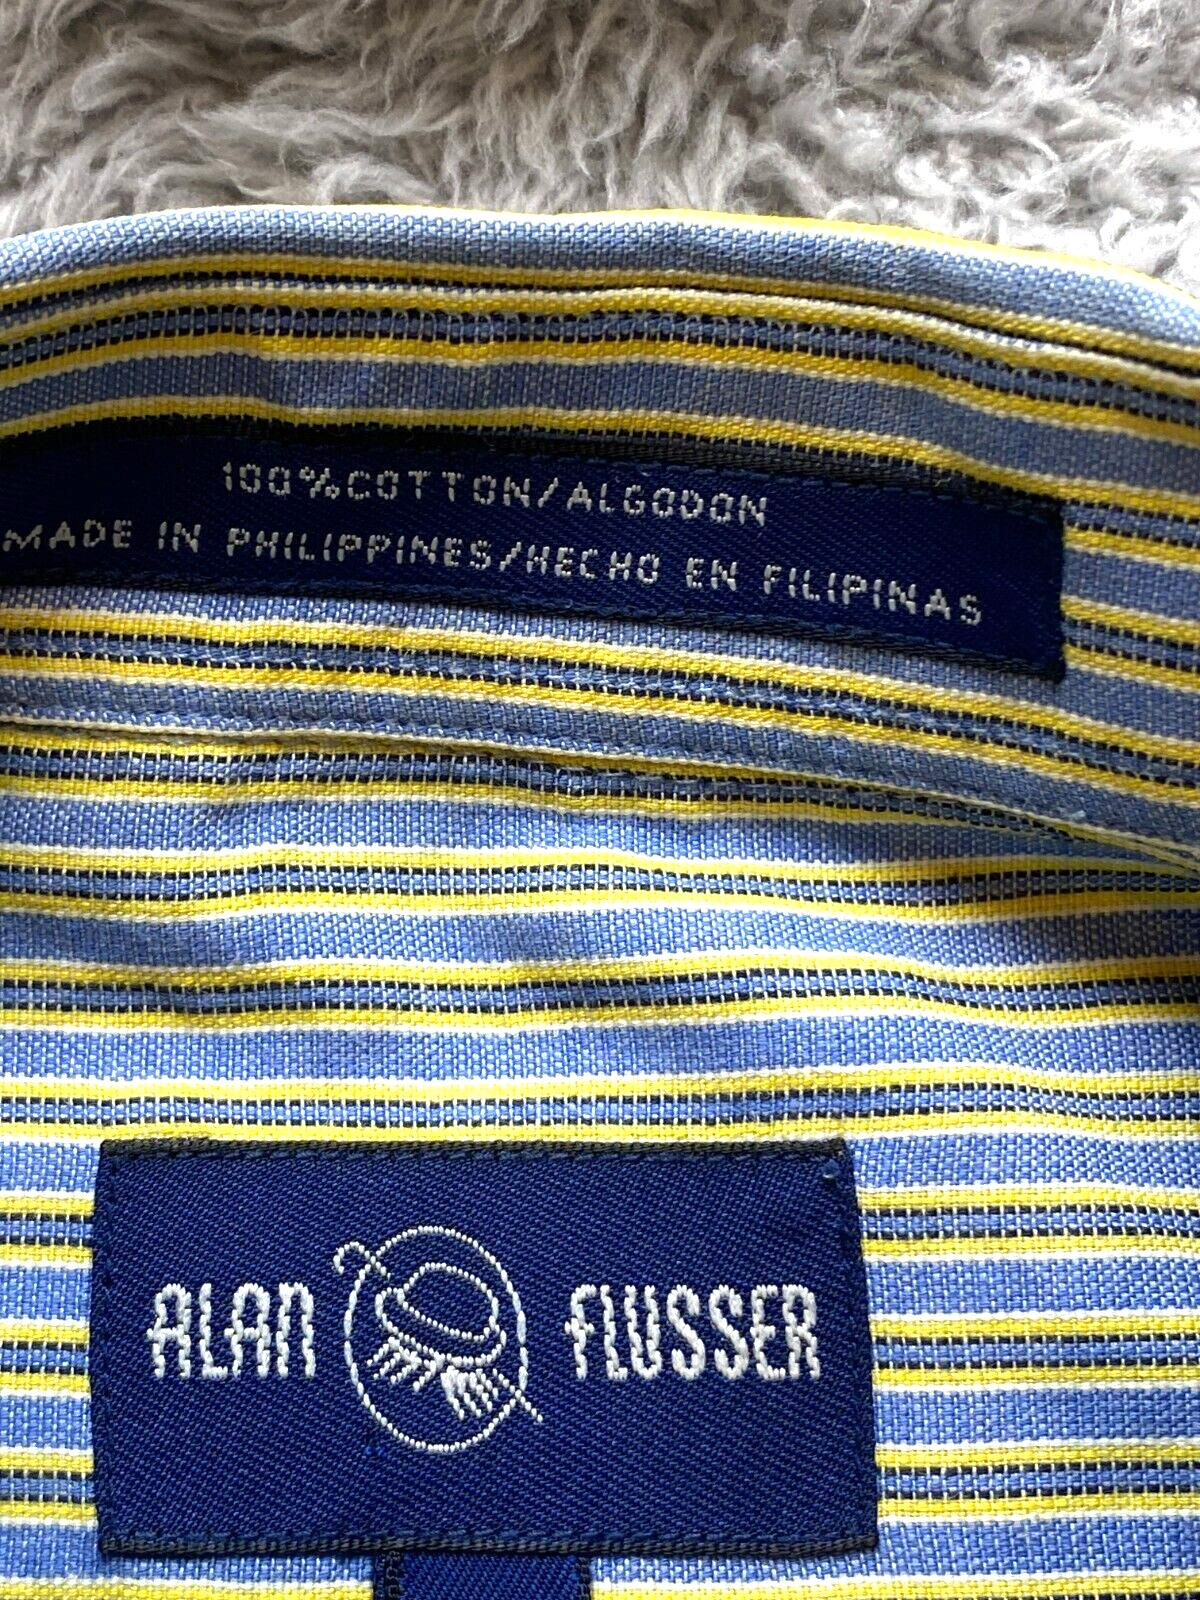 100%COTTON/ALGODON
MADE IN PHILIPPINES/HECHO EN FILIPINAS
ALAN FLUSSER